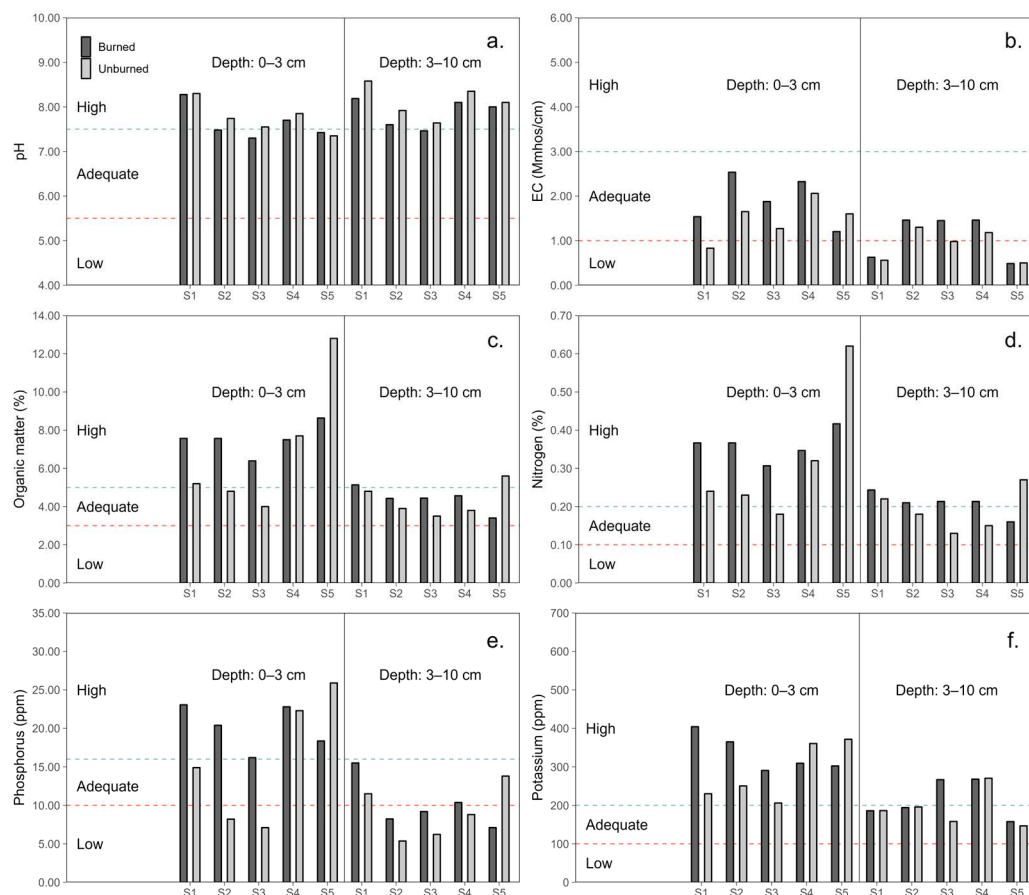 10.00
9.00
8.00
7.00
6.00
5.00
4.00
pH
Burned
Unburned
a.
Depth: 0–3 cm
Depth: 3–10 cm
High
Adequate
Low
S1 S2 S3 S4 S5 S1 S2 S3 S4 S5
6.00
5.00
4.00
3.00
2.00
1.00
0.00
EC (Mmhos/cm)
b.
High
Depth: 0–3 cm
Depth: 3–10 cm
Adequate
Low
S1 S2 S3 S4 S5 S1 S2 S3 S4 S5
14.00
12.00
10.00
8.00
6.00
4.00
2.00
0.00
Organic matter (%)
c.
Depth: 0–3 cm
Depth: 3–10 cm
High
Adequate
Low
S1 S2 S3 S4 S5 S1 S2 S3 S4 S5
0.70
0.60
0.50
0.40
0.30
0.20
0.10
0.00
Nitrogen (%)
d.
Depth: 0–3 cm
Depth: 3–10 cm
High
Adequate
Low
S1 S2 S3 S4 S5 S1 S2 S3 S4 S5
35.00
30.00
25.00
20.00
15.00
10.00
5.00
0.00
Phosphorus (ppm)
e.
Depth: 0–3 cm
Depth: 3–10 cm
High
Adequate
Low
S1 S2 S3 S4 S5 S1 S2 S3 S4 S5
700
600
500
400
300
200
100
0
Potassium (ppm)
f.
Depth: 0–3 cm
Depth: 3–10 cm
High
Adequate
Low
S1 S2 S3 S4 S5 S1 S2 S3 S4 S5